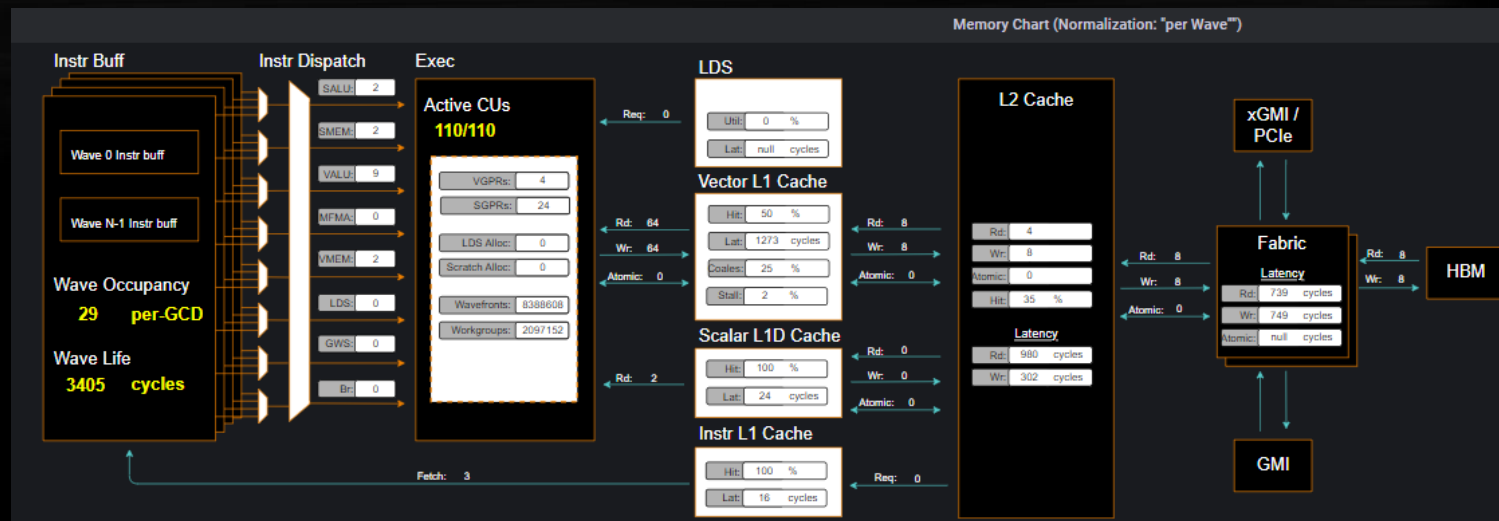 Memory Chart (Normalization: "per Wave"")
Instr Buff
Wave 0 Instr buff
Wave N-1 Instr buff
Wave Occupancy
29 per-GCD
Wave Life
3405 cycles
Instr Dispatch
SALU: 2
SMEM: 2
VALU: 9
MFMA: 0
VMEM: 2
LDS: 0
GWS: 0
Br: 0
Exec
Active CUs
110/110
VGPRs: 4
SGPRs: 24
LDS Alloc: 0
Scratch Alloc: 0
Wavefronts: 8388608
Workgroups: 2097152
Req: 0
Rd: 64
Wr: 64
Atomic: 0
Rd: 2
Fetch: 3
LDS
Util: 0 %
Lat: null cycles
Vector L1 Cache
Hit: 50 %
Lat: 1273 cycles
Coales: 25 %
Stall: 2 %
Scalar L1D Cache
Hit: 100 %
Lat: 24 cycles
Instr L1 Cache
Hit: 100 %
Lat: 16 cycles
Rd: 8
Wr: 8
Atomic: 0
Rd: 0
Wr: 0
Atomic: 0
Req: 0
L2 Cache
Rd: 4
Wr: 8
Atomic: 0
Hit: 35 %
Latency
Rd: 980 cycles
Wr: 302 cycles
Rd: 8
Wr: 8
Atomic: 0
xGMI /
PCIe
Fabric
Latency
Rd: 739 cycles
Wr: 749 cycles
Atomic: null cycles
GMI
Rd: 8
Wr: 8
HBM